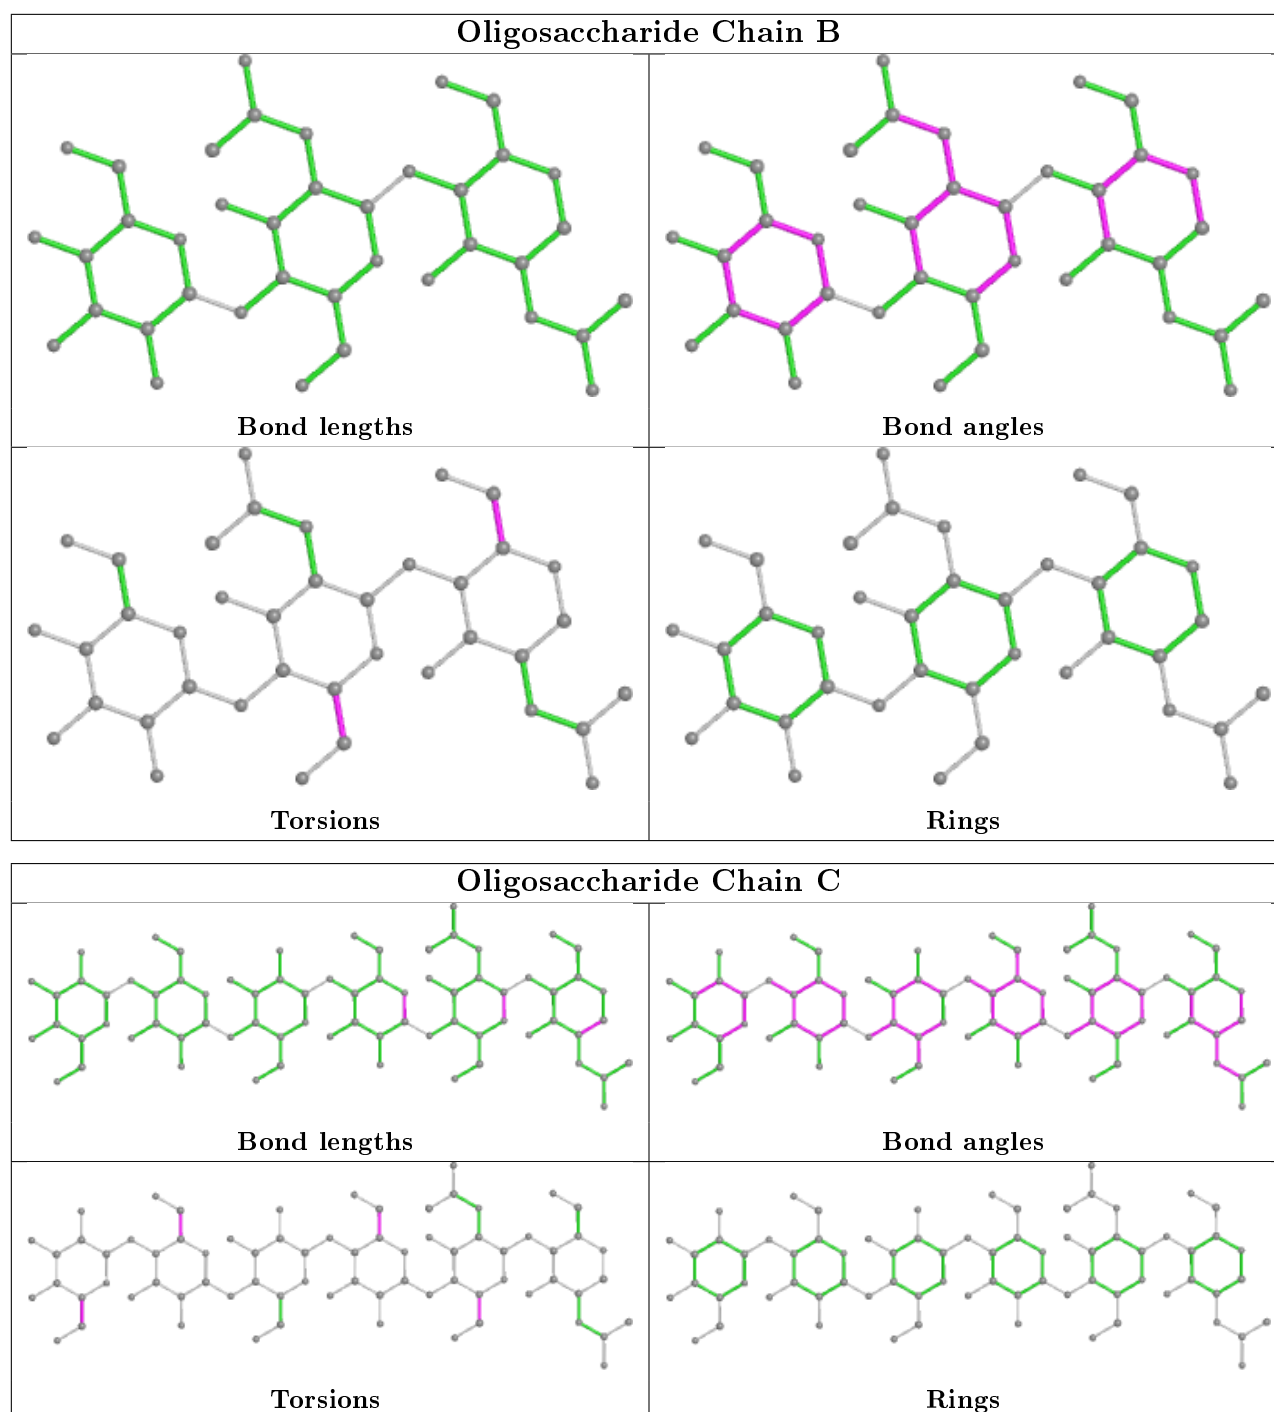 Oligosaccharide Chain B
Bond lengths
Bond angles
Torsions
Rings
Oligosaccharide Chain C
Bond lengths
Bond angles
Torsions
Rings